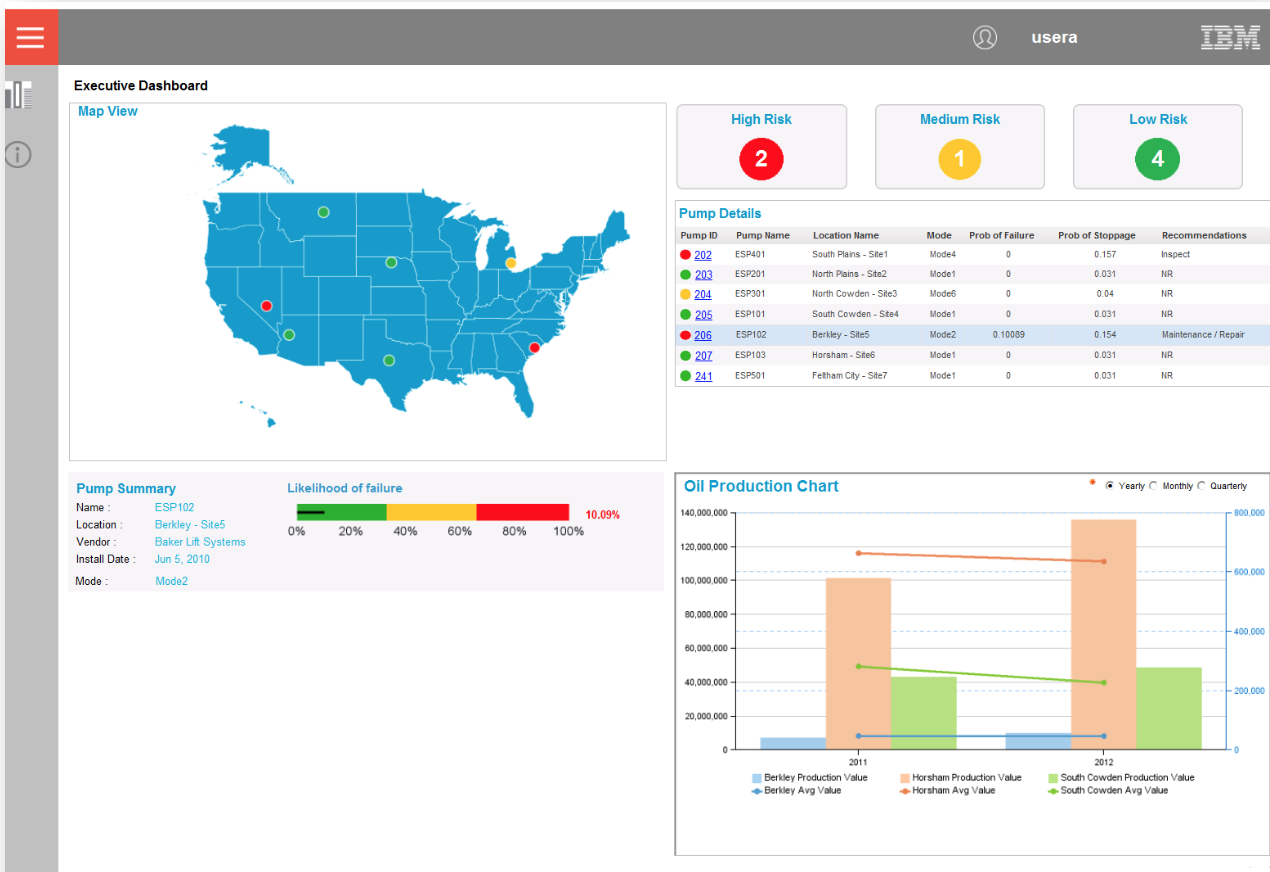 usera
IBM
Executive Dashboard
Map View
High Risk
2
Medium Risk
1
Low Risk
4
Pump Details
Pump ID Pump Name Location Name Mode Prob of Failure Prob of Stoppage Recommendations
202 ESP401 South Plains - Site1 Mode4 0 0.157 Inspect
203 ESP201 North Plains - Site2 Mode1 0 0.031 NR
204 ESP301 North Cowden - Site3 Mode6 0 0.04 NR
205 ESP101 South Cowden - Site4 Mode1 0 0.031 NR
206 ESP102 Berkley - Site5 Mode2 0.10089 0.154 Maintenance / Repair
207 ESP103 Horsham - Site6 Mode1 0 0.031 NR
241 ESP501 Feltham City - Site7 Mode1 0 0.031 NR
Pump Summary
Name : ESP102
Location : Berkley - Site5
Vendor : Baker Lift Systems
Install Date : Jun 5, 2010
Mode : Mode2
Likelihood of failure
10.09%
0% 20% 40% 60% 80% 100%
Oil Production Chart
* Yearly Monthly Quarterly
140,000,000
120,000,000
100,000,000
80,000,000
60,000,000
40,000,000
20,000,000
0
800,000
600,000
400,000
200,000
0
2011 2012
Berkley Production Value Horsham Production Value South Cowden Production Value
Berkley Avg Value Horsham Avg Value South Cowden Avg Value